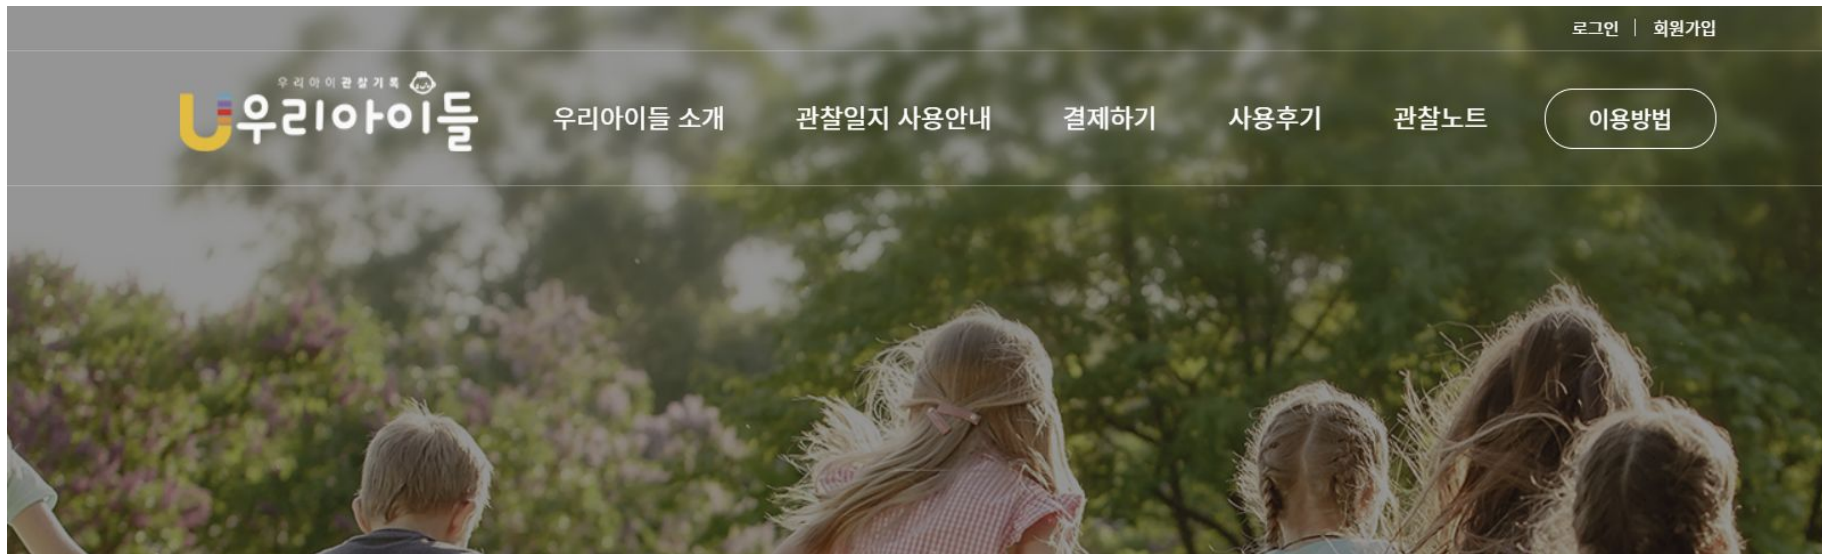 로그인 | 회원가입
우리아이관찰기록
우리아이들
우리아이들 소개
관찰일지 사용안내
결제하기
사용후기
관찰노트
이용방법